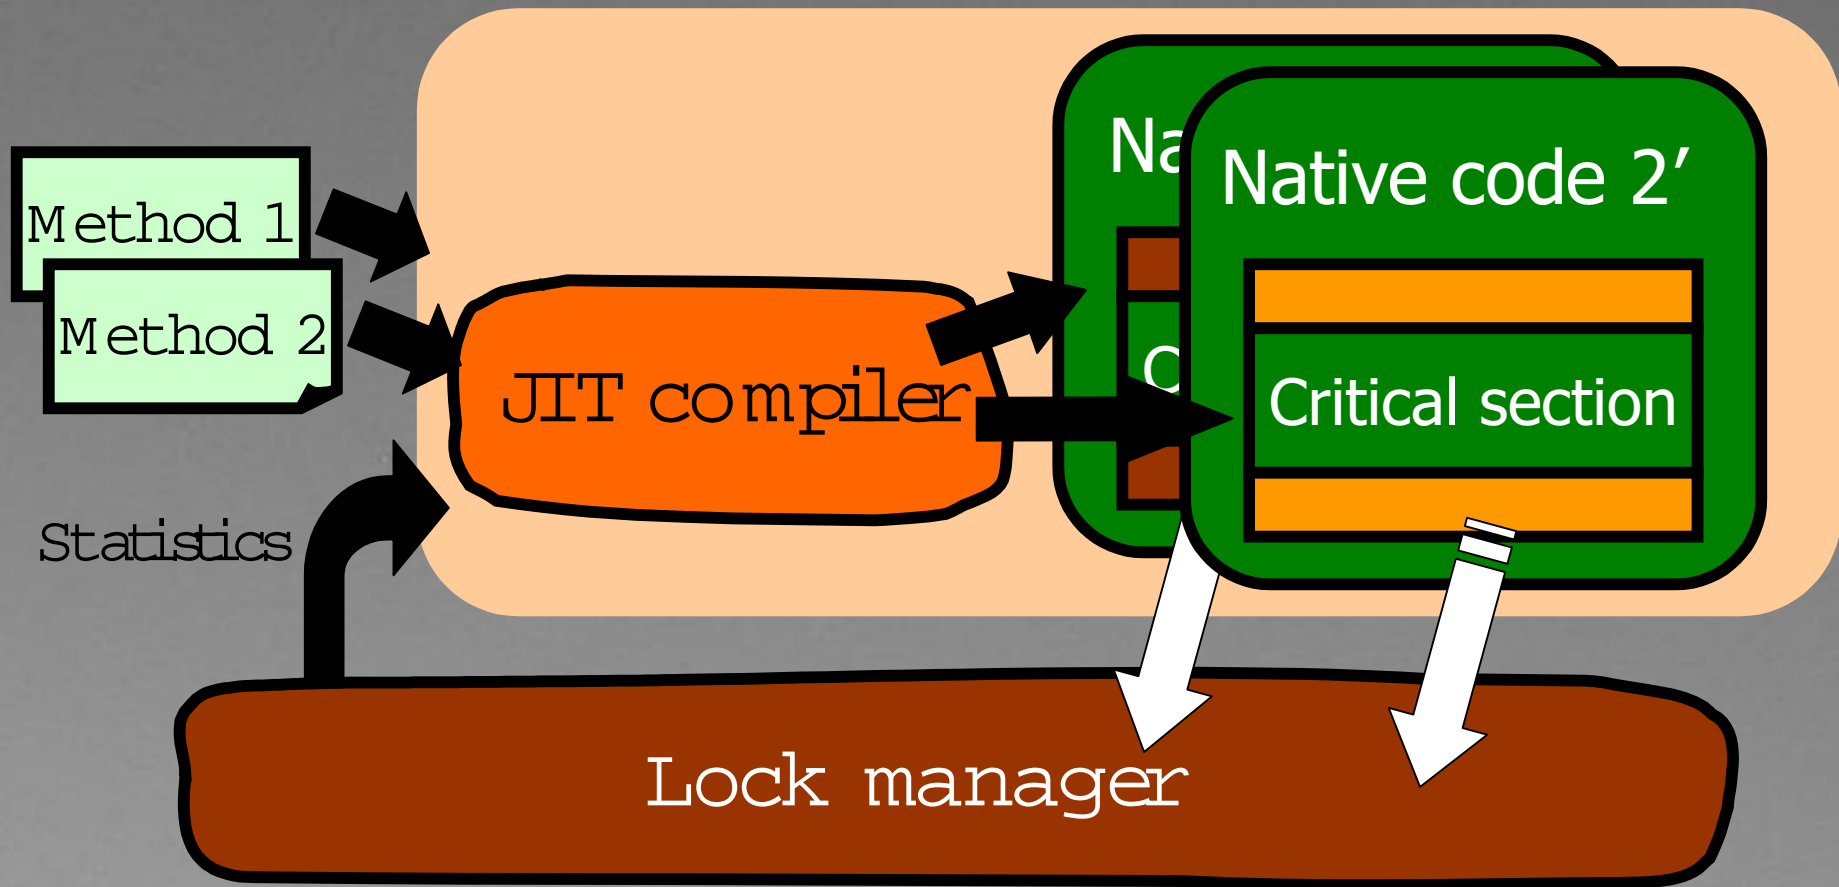 Method 1
Method 2
Native code 2’
JIT compiler
Critical section
Statistics
Lock manager